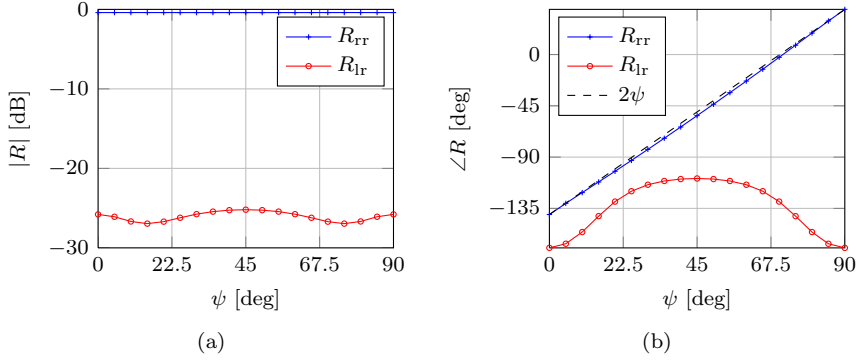 0
−10
−20
−30
|R| [dB]
R_rr
R_lr
0 22.5 45 67.5 90
ψ [deg]
(a)
0
−45
−90
−135
∠R [deg]
R_rr
R_lr
2ψ
0 22.5 45 67.5 90
ψ [deg]
(b)